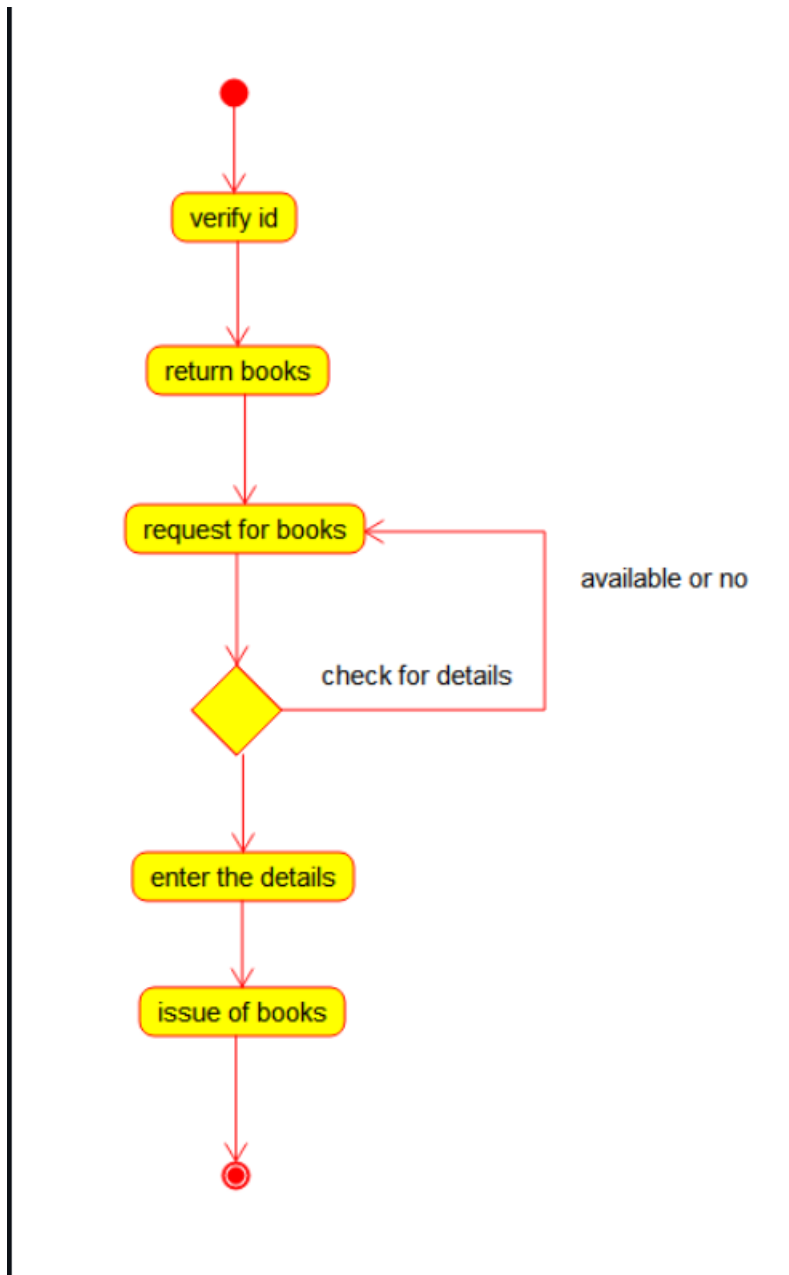 verify id
return books
request for books
available or no
check for details
enter the details
issue of books